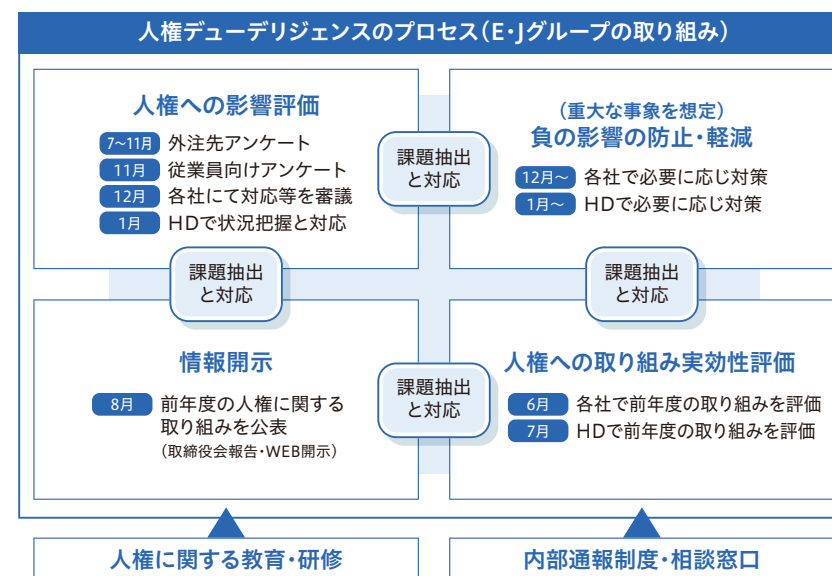 人権デューデリジェンスのプロセス（E・Jグループの取り組み）
人権への影響評価
7～11月 外注先アンケート
11月 従業員向けアンケート
12月 各社にて対応等を審議
1月 HDで状況把握と対応
課題抽出
と対応
（重大な事象を想定）
負の影響の防止・軽減
12月～ 各社で必要に応じ対策
1月～ HDで必要に応じ対策
課題抽出
と対応
課題抽出
と対応
情報開示
8月 前年度の人権に関する
取り組みを公表
（取締役会報告・WEB開示）
課題抽出
と対応
人権への取り組み実効性評価
6月 各社で前年度の取り組みを評価
7月 HDで前年度の取り組みを評価
人権に関する教育・研修
内部通報制度・相談窓口